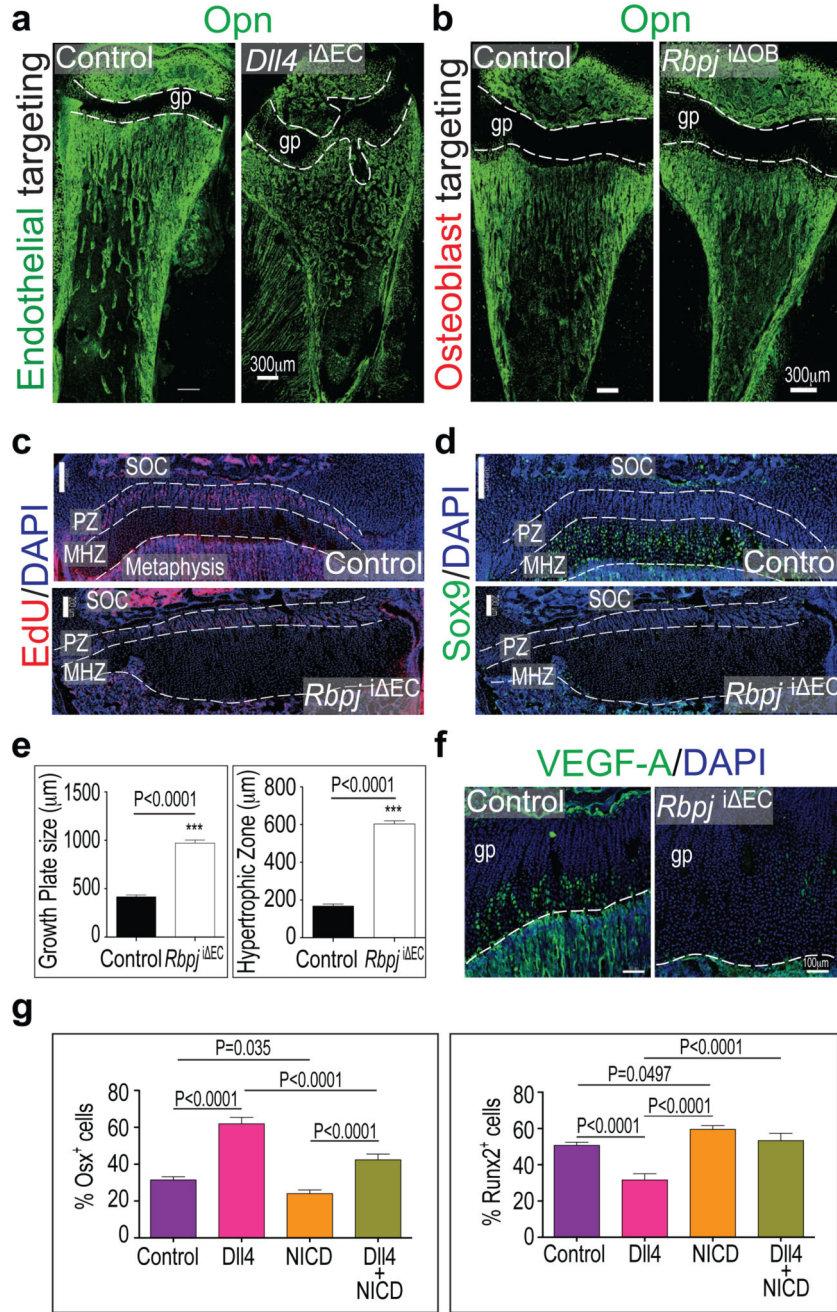 a
Opn
Endothelial targeting
Control
Dll4 iΔEC
gp
gp
300μm
b
Opn
Osteoblast targeting
Control
Rbpj iΔOB
gp
gp
300μm
c
EdU/DAPI
SOC
PZ
MHZ
Metaphysis
Control
SOC
PZ
MHZ
Rbpj iΔEC
d
Sox9/DAPI
SOC
PZ
MHZ
Control
SOC
PZ
MHZ
Rbpj iΔEC
e
Growth Plate size (μm)
1500
1000
500
0
P<0.0001
***
Control Rbpj iΔEC
Hypertrophic Zone (μm)
800
600
400
200
0
P<0.0001
***
Control Rbpj iΔEC
f
VEGF-A/DAPI
Control
gp
Rbpj iΔEC
gp
100μm
g
% Osx+ cells
80
60
40
20
0
P=0.035
P<0.0001
P<0.0001
P<0.0001
Control
Dll4
NICD
Dll4
+
NICD
% Runx2+ cells
80
60
40
20
0
P<0.0001
P=0.0497
P<0.0001
P<0.0001
Control
Dll4
NICD
Dll4
+
NICD